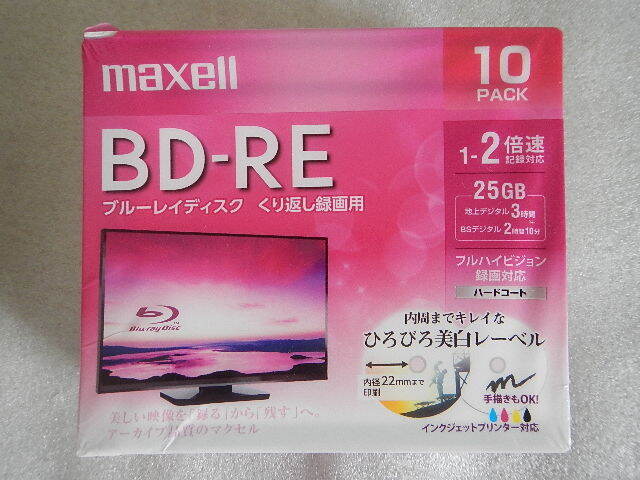 maxell
10
PACK
BD-RE
ブルーレイディスク くり返し録画用
1-2倍速
記録対応
25GB
地上デジタル3時間
BSデジタル2時間10分
フルハイビジョン
録画対応
ハードコート
Blu-ray Disc
TM
内周までキレイな
ひろびろ美白レーベル
内径22mmまで
印刷
手描きもOK!
インクジェットプリンター対応
美しい映像を「録る」から「残す」へ。
アーカイブ品質のマクセル